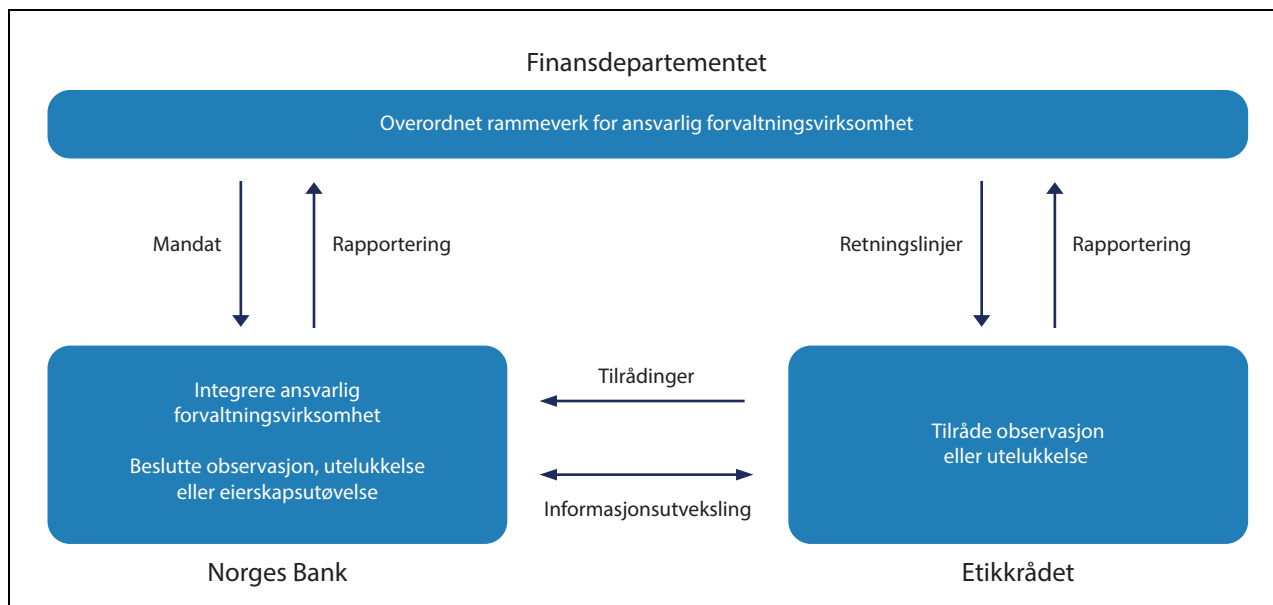 Finansdepartementet
Overordnet rammeverk for ansvarlig forvaltningsvirksomhet
Mandat
Rapportering
Retningslinjer
Rapportering
Integrere ansvarlig
forvaltningsvirksomhet
Beslutte observasjon, utelukkelse
eller eierskapsutøvelse
Tilrådinger
Informasjonsutveksling
Tilråde observasjon
eller utelukkelse
Norges Bank
Etikkrådet